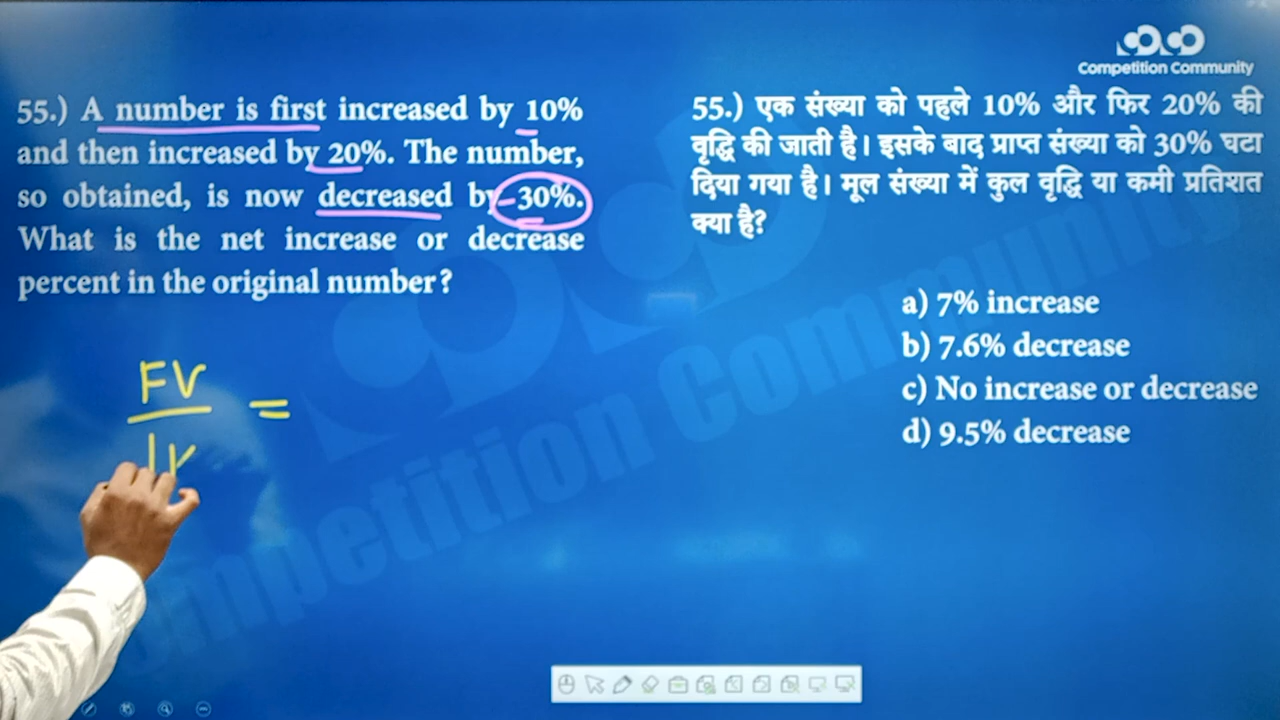 Competition Community
55.) A number is first increased by 10%
and then increased by 20%. The number,
so obtained, is now decreased by -30%.
What is the net increase or decrease
percent in the original number?
55.) एक संख्या को पहले 10% और फिर 20% की
वृद्धि की जाती है। इसके बाद प्राप्त संख्या को 30% घटा
दिया गया है। मूल संख्या में कुल वृद्धि या कमी प्रतिशत
क्या है?
a) 7% increase
b) 7.6% decrease
c) No increase or decrease
d) 9.5% decrease
FV
=
IV
Competition Community